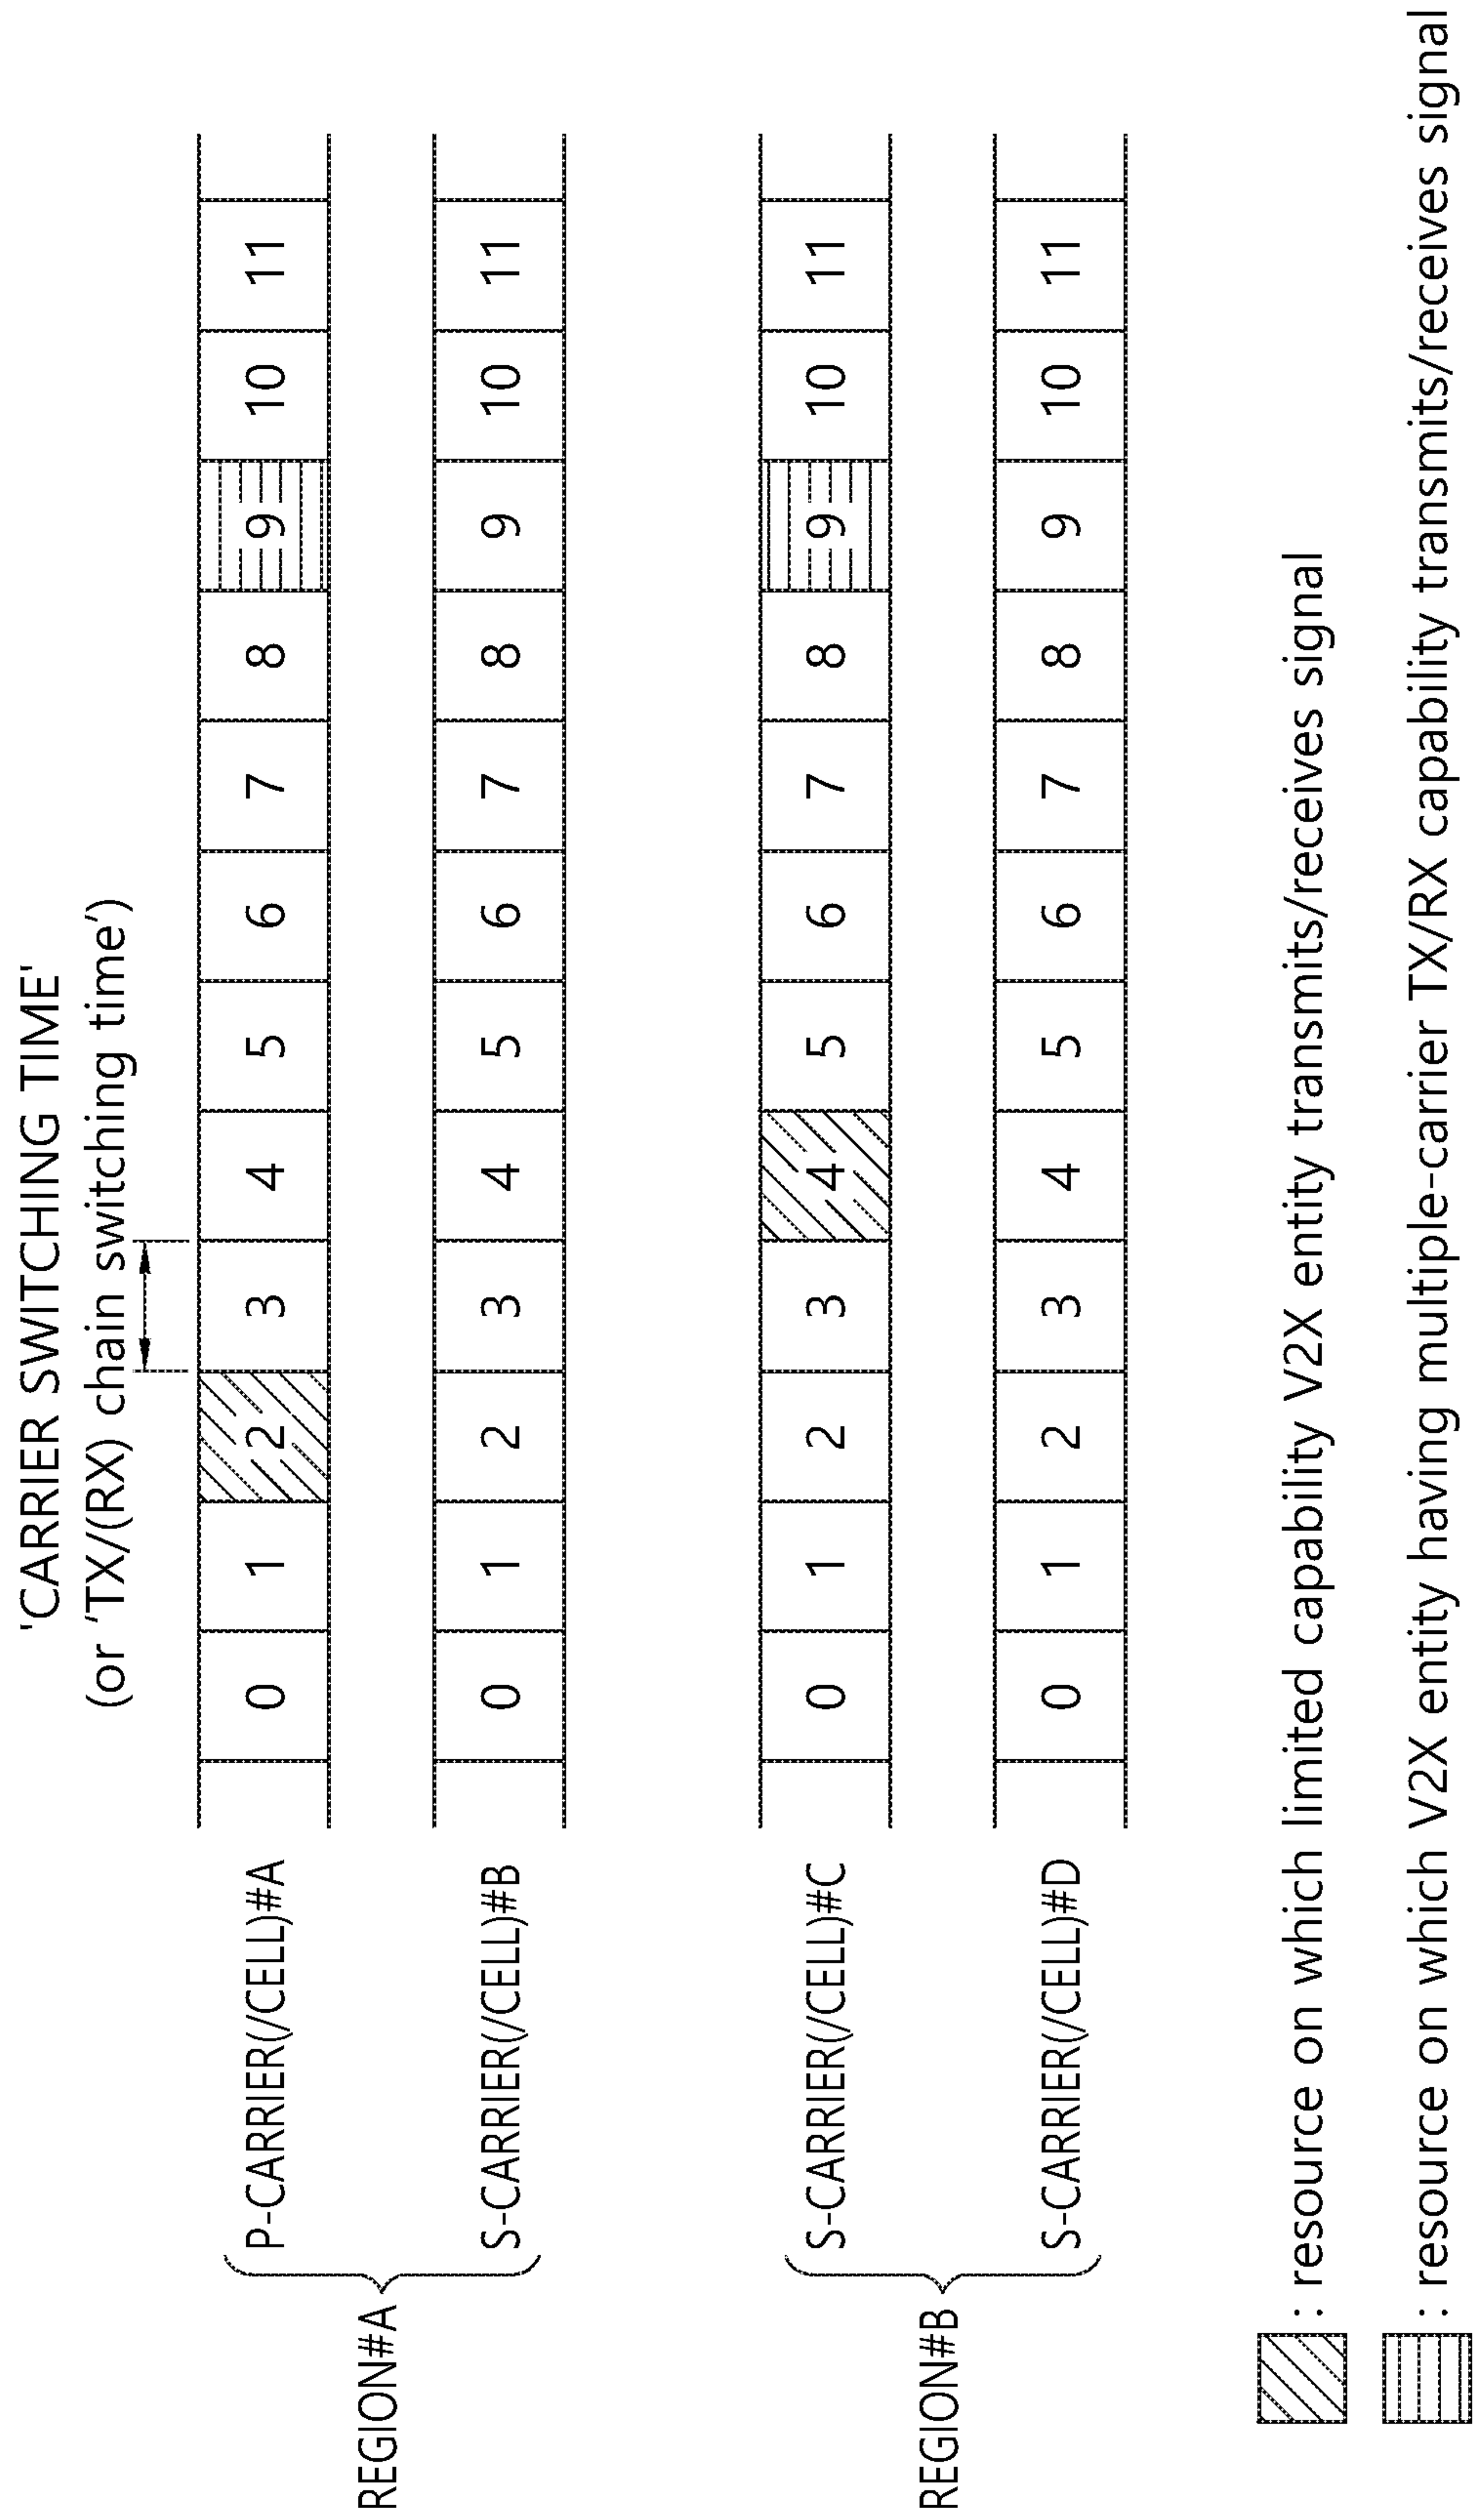 'CARRIER SWITCHING TIME'
(or ‘TX/(RX) chain switching time’)
REGION#A
P-CARRIER(/CELL)#A
0 1 2 3 4 5 6 7 8 9 10 11
S-CARRIER(/CELL)#B
0 1 2 3 4 5 6 7 8 9 10 11
REGION#B
S-CARRIER(/CELL)#C
0 1 2 3 4 5 6 7 8 9 10 11
S-CARRIER(/CELL)#D
0 1 2 3 4 5 6 7 8 9 10 11
: resource on which limited capability V2X entity transmits/receives signal
: resource on which V2X entity having multiple-carrier TX/RX capability transmits/receives signal